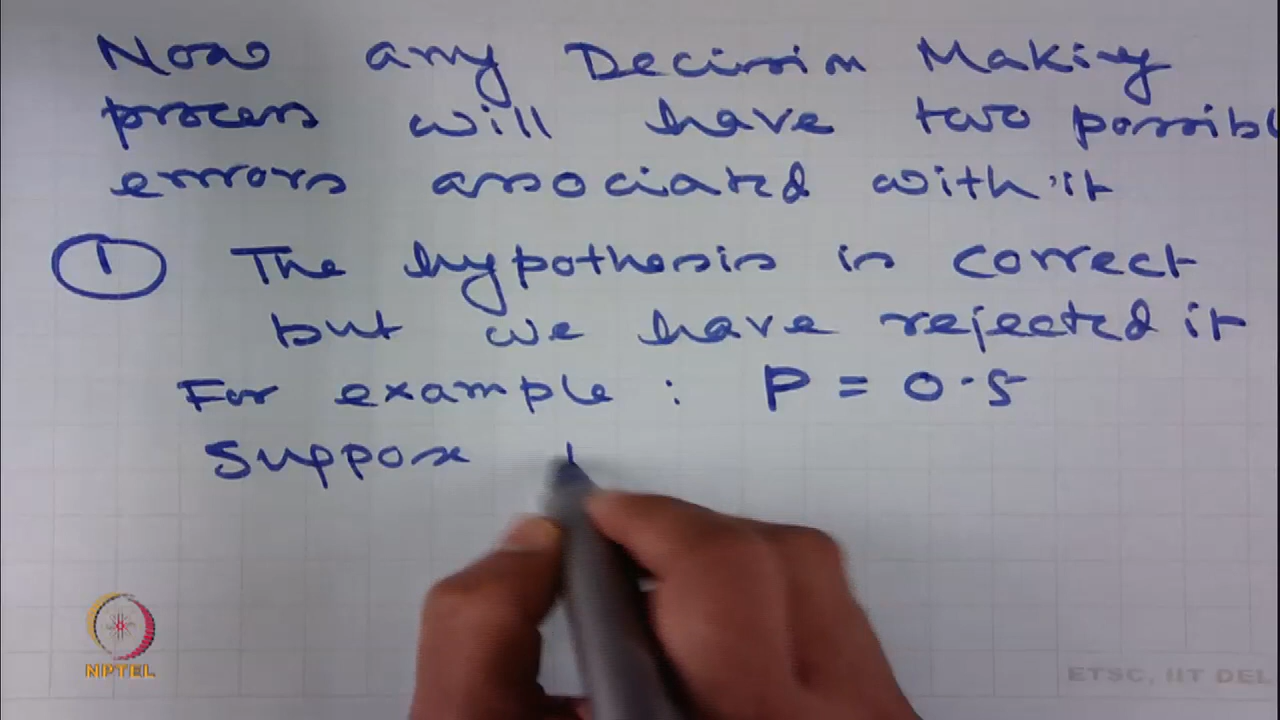 Now any Decision Making
process will have two possibl
errors associated with it
1 The hypothesis is correct
but we have rejected it
For example : P = 0.5
Suppose
NPTEL
ETSC, IIT DEL